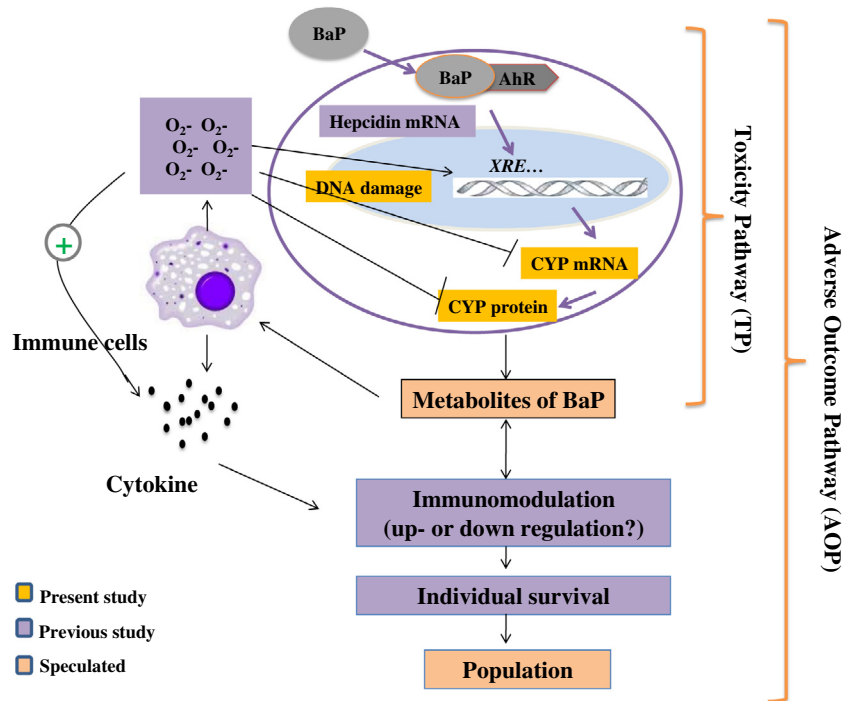 BaP
BaP
AhR
Hepcidin mRNA
O₂- O₂-
O₂- O₂-
O₂- O₂-
XRE...
DNA damage
+
CYP mRNA
CYP protein
Immune cells
Metabolites of BaP
Cytokine
Immunomodulation
(up- or down regulation?)
Individual survival
Population
Present study
Previous study
Speculated
Toxicity Pathway (TP)
Adverse Outcome Pathway (AOP)